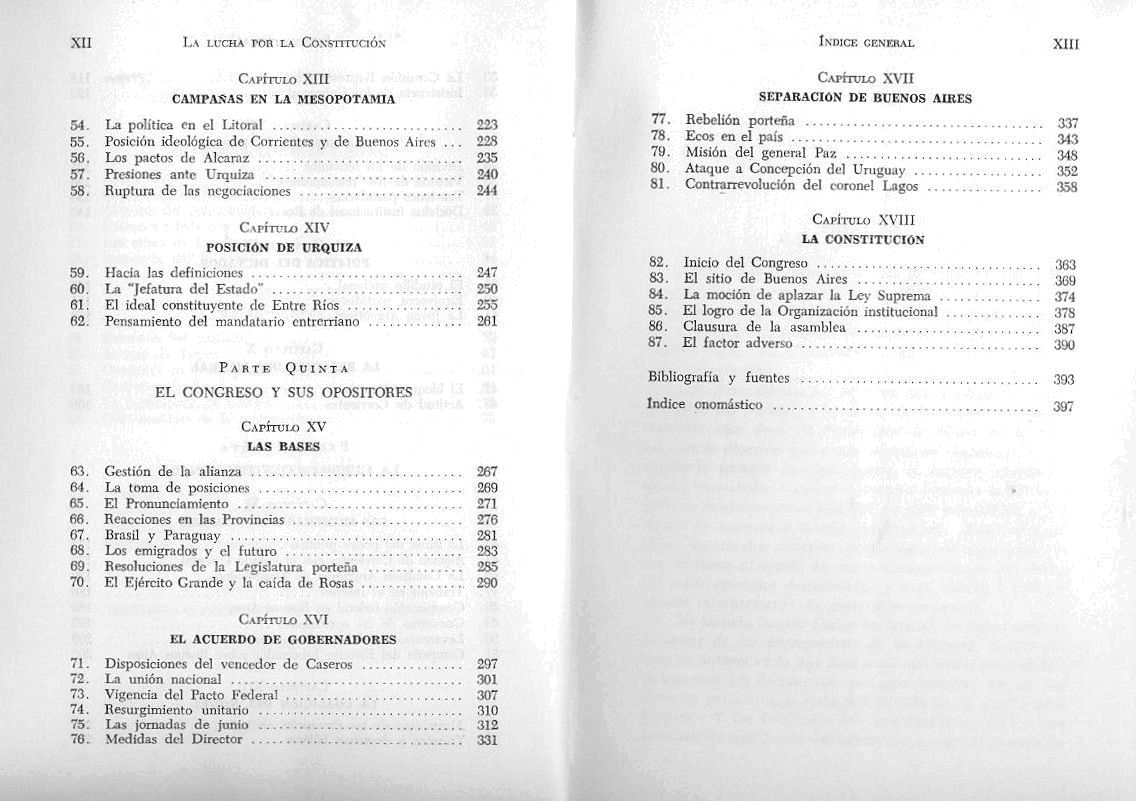 XII LA LUCHA POR LA CONSTITUCIÓN
CAPÍTULO XIII
CAMPAÑAS EN LA MESOPOTAMIA
54. La política en el Litoral ........................ 223
55. Posición ideológica de Corrientes y de Buenos Aires ... 228
56. Los pactos de Alcaraz ........................ 235
57. Presiones ante Urquiza ........................ 240
58. Ruptura de las negociaciones ........................ 244
CAPÍTULO XIV
POSICIÓN DE URQUIZA
59. Hacia las definiciones ........................ 247
60. La "Jefatura del Estado" ........................ 250
61. El ideal constituyente de Entre Ríos ............... 255
62. Pensamiento del mandatario entrerriano ............. 261
PARTE QUINTA
EL CONGRESO Y SUS OPOSITORES
CAPÍTULO XV
LAS BASES
63. Gestión de la alianza ........................ 267
64. La toma de posiciones ........................ 269
65. El Pronunciamiento ........................ 271
66. Reacciones en las Provincias ..................... 276
67. Brasil y Paraguay ........................ 281
68. Los emigrados y el futuro ........................ 283
69. Resoluciones de la Legislatura porteña ............. 285
70. El Ejército Grande y la caída de Rosas .............. 290
CAPÍTULO XVI
EL ACUERDO DE GOBERNADORES
71. Disposiciones del vencedor de Caseros .............. 297
72. La unión nacional ........................ 301
73. Vigencia del Pacto Federal ........................ 307
74. Resurgimiento unitario ........................ 310
75. Las jornadas de junio ........................ 312
76. Medidas del Director ........................ 331
ÍNDICE GENERAL XIII
CAPÍTULO XVII
SEPARACIÓN DE BUENOS AIRES
77. Rebelión porteña ........................ 337
78. Ecos en el país ........................ 343
79. Misión del general Paz ........................ 348
80. Ataque a Concepción del Uruguay ................. 352
81. Contrarrevolución del coronel Lagos ............... 358
CAPÍTULO XVIII
LA CONSTITUCIÓN
82. Inicio del Congreso ........................ 363
83. El sitio de Buenos Aires ........................ 369
84. La moción de aplazar la Ley Suprema .............. 374
85. El logro de la Organización institucional ............. 378
86. Clausura de la asamblea ........................ 387
87. El factor adverso ........................ 390
Bibliografía y fuentes ........................ 393
Índice onomástico ........................ 397